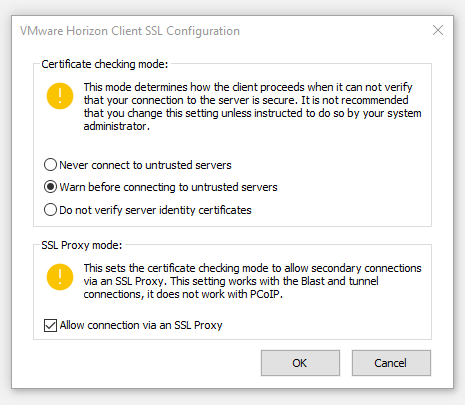 VMware Horizon Client SSL Configuration
Certificate checking mode:
This mode determines how the client proceeds when it can not verify
that your connection to the server is secure. It is not recommended
that you change this setting unless instructed to do so by your system
administrator.
Never connect to untrusted servers
Warn before connecting to untrusted servers
Do not verify server identity certificates
SSL Proxy mode:
This sets the certificate checking mode to allow secondary connections
via an SSL Proxy. This setting works with the Blast and tunnel
connections, it does not work with PCoIP.
Allow connection via an SSL Proxy
OK
Cancel